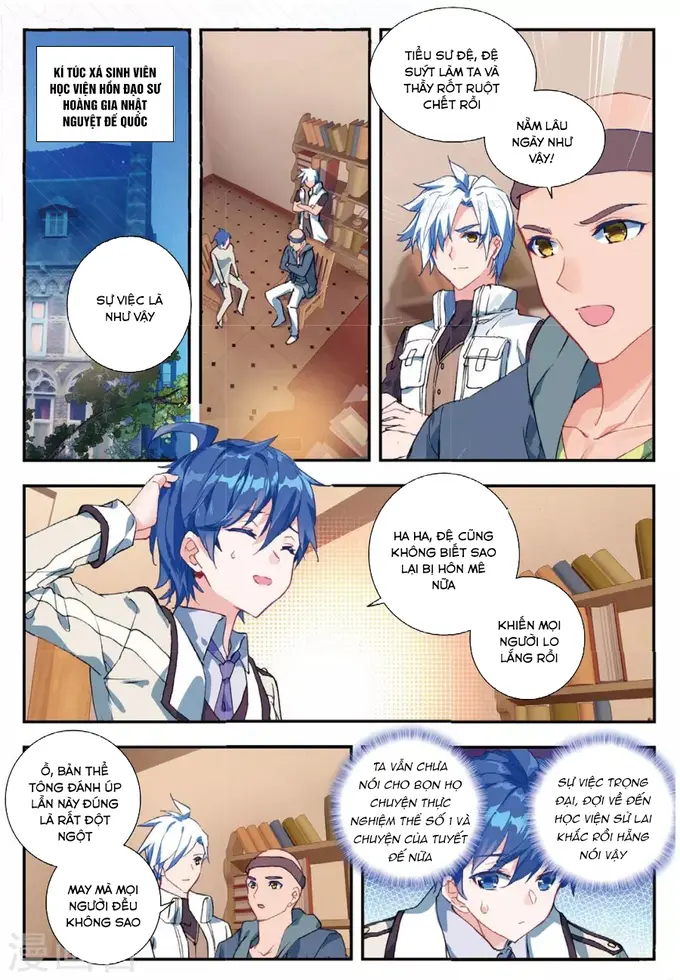 KÍ TÚC XÁ SINH VIÊN
HỌC VIỆN HỒN ĐẠO SƯ
HOÀNG GIA NHẬT
NGUYỆT ĐẾ QUỐC
SỰ VIỆC LÀ
NHƯ VẬY
TIỂU SƯ ĐỆ, ĐỆ
SUÝT LÀM TA VÀ
THẦY RỐT RUỘT
CHẾT RỒI
NẰM LÂU
NGÀY NHƯ
VẬY!
HA HA, ĐỆ CŨNG
KHÔNG BIẾT SAO
LẠI BỊ HÔN MÊ
NỮA
KHIẾN MỌI
NGƯỜI LO
LẮNG RỒI
Ồ, BẢN THỂ
TÔNG ĐÁNH ÚP
LẦN NÀY ĐÚNG
LÀ RẤT ĐỘT
NGỘT
MAY MÀ MỌI
NGƯỜI ĐỀU
KHÔNG SAO
TA VẪN CHƯA
NÓI CHO BỌN HỌ
CHUYỆN THỰC
NGHIỆM THỂ SỐ 1 VÀ
CHUYỆN CỦA TUYẾT
ĐẾ NỮA
SỰ VIỆC TRỌNG
ĐẠI, ĐỢI VỀ ĐẾN
HỌC VIỆN SỬ LAI
KHẮC RỒI HẴNG
NÓI VẬY